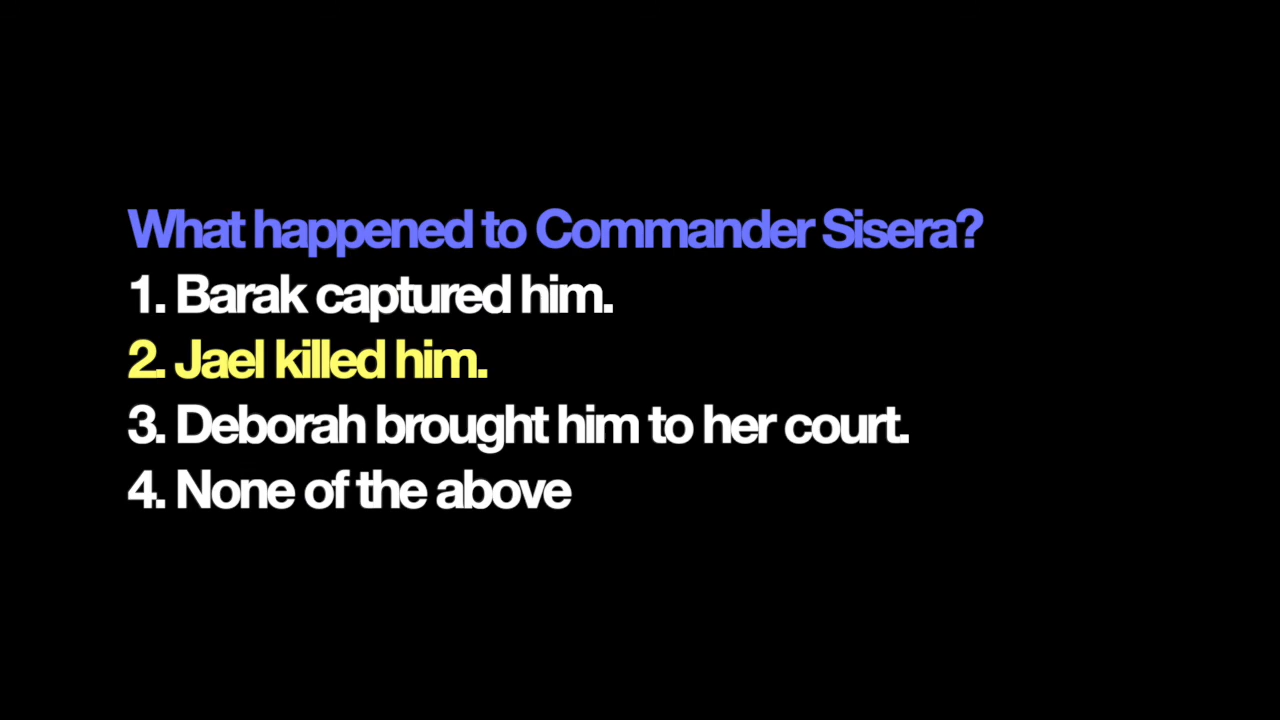 What happened to Commander Sisera?
1. Barak captured him.
2. Jael killed him.
3. Deborah brought him to her court.
4. None of the above